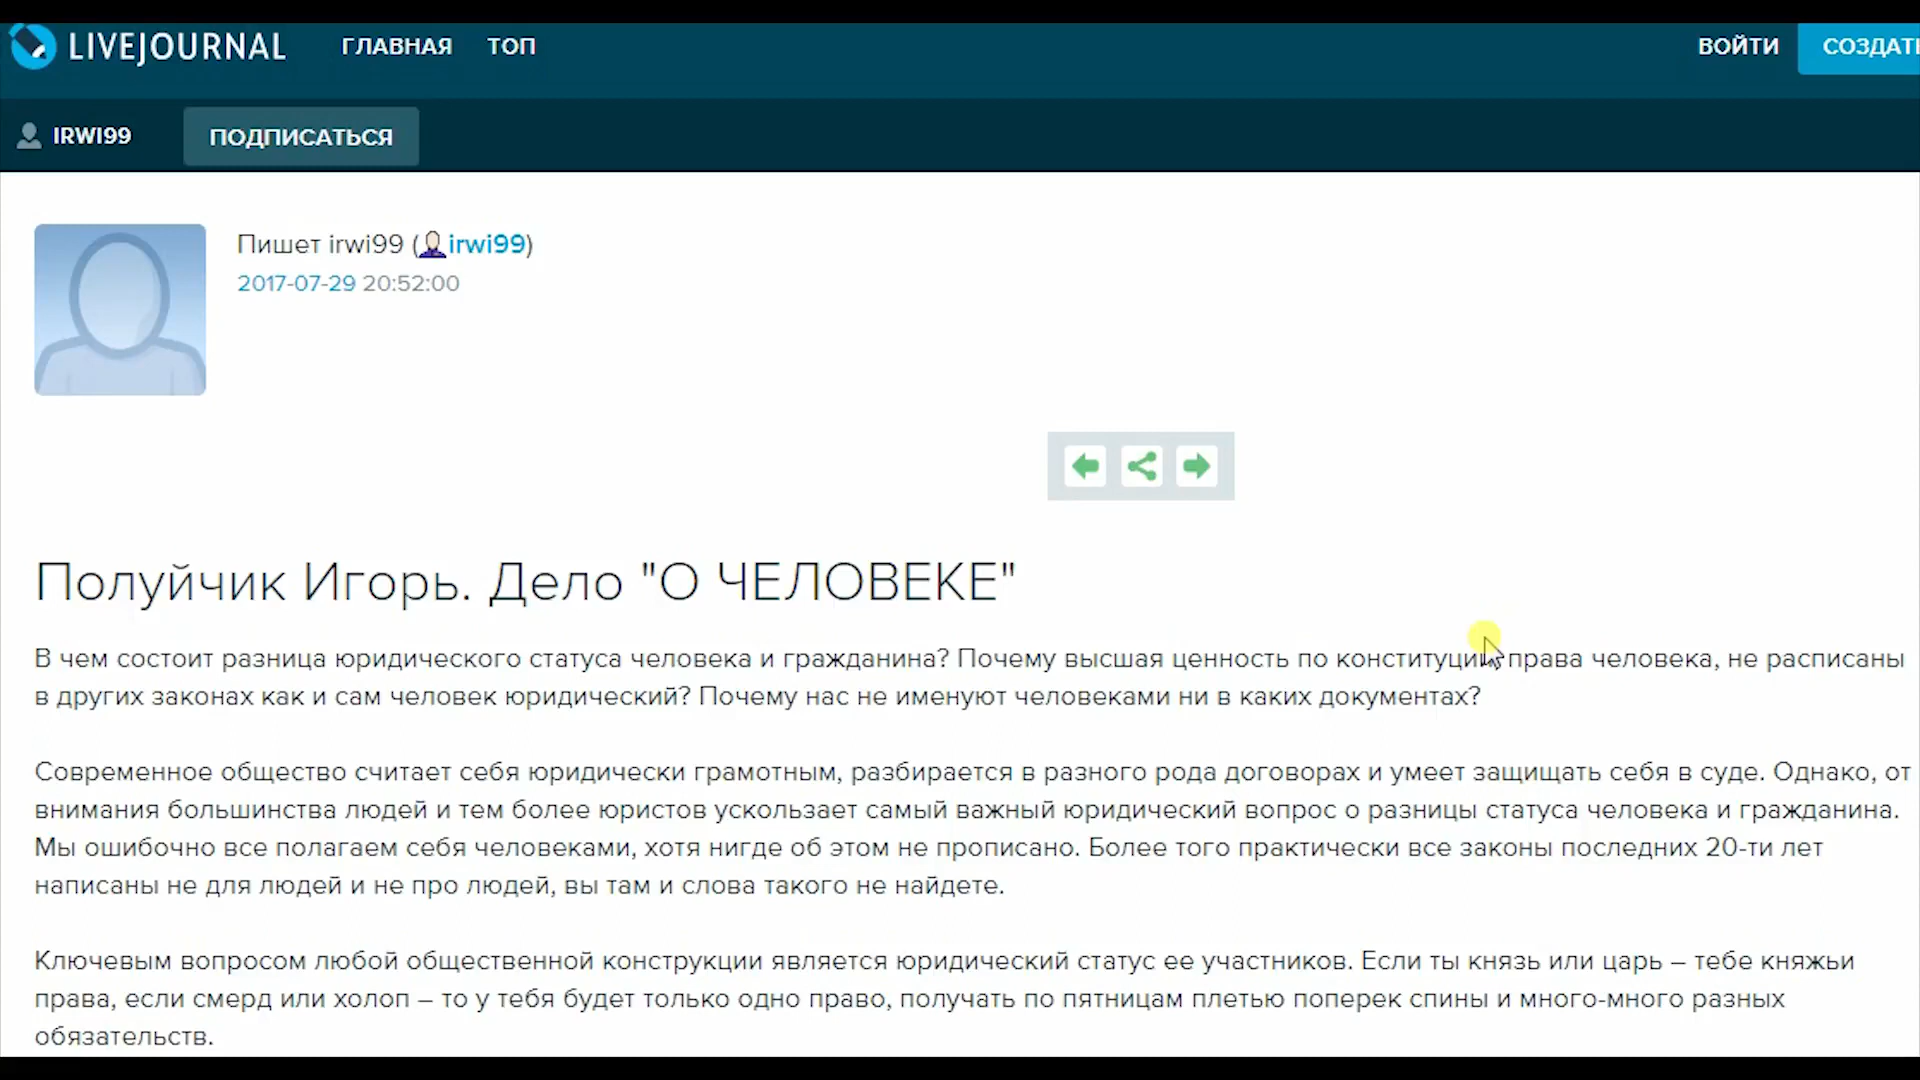 LIVEJOURNAL ГЛАВНАЯ ТОП ВОЙТИ СОЗДАТЬ
IRWI99 ПОДПИСАТЬСЯ
Пишет irwi99 (irwi99)
2017-07-29 20:52:00
Полуйчик Игорь. Дело "О ЧЕЛОВЕКЕ"
В чем состоит разница юридического статуса человека и гражданина? Почему высшая ценность по конституции, права человека, не расписаны
в других законах как и сам человек юридический? Почему нас не именуют человеками ни в каких документах?
Современное общество считает себя юридически грамотным, разбирается в разного рода договорах и умеет защищать себя в суде. Однако, от
внимания большинства людей и тем более юристов ускользает самый важный юридический вопрос о разницы статуса человека и гражданина.
Мы ошибочно все полагаем себя человеками, хотя нигде об этом не прописано. Более того практически все законы последних 20-ти лет
написаны не для людей и не про людей, вы там и слова такого не найдете.
Ключевым вопросом любой общественной конструкции является юридический статус ее участников. Если ты князь или царь – тебе княжьи
права, если смерд или холоп – то у тебя будет только одно право, получать по пятницам плетью поперек спины и много-много разных
обязательств.